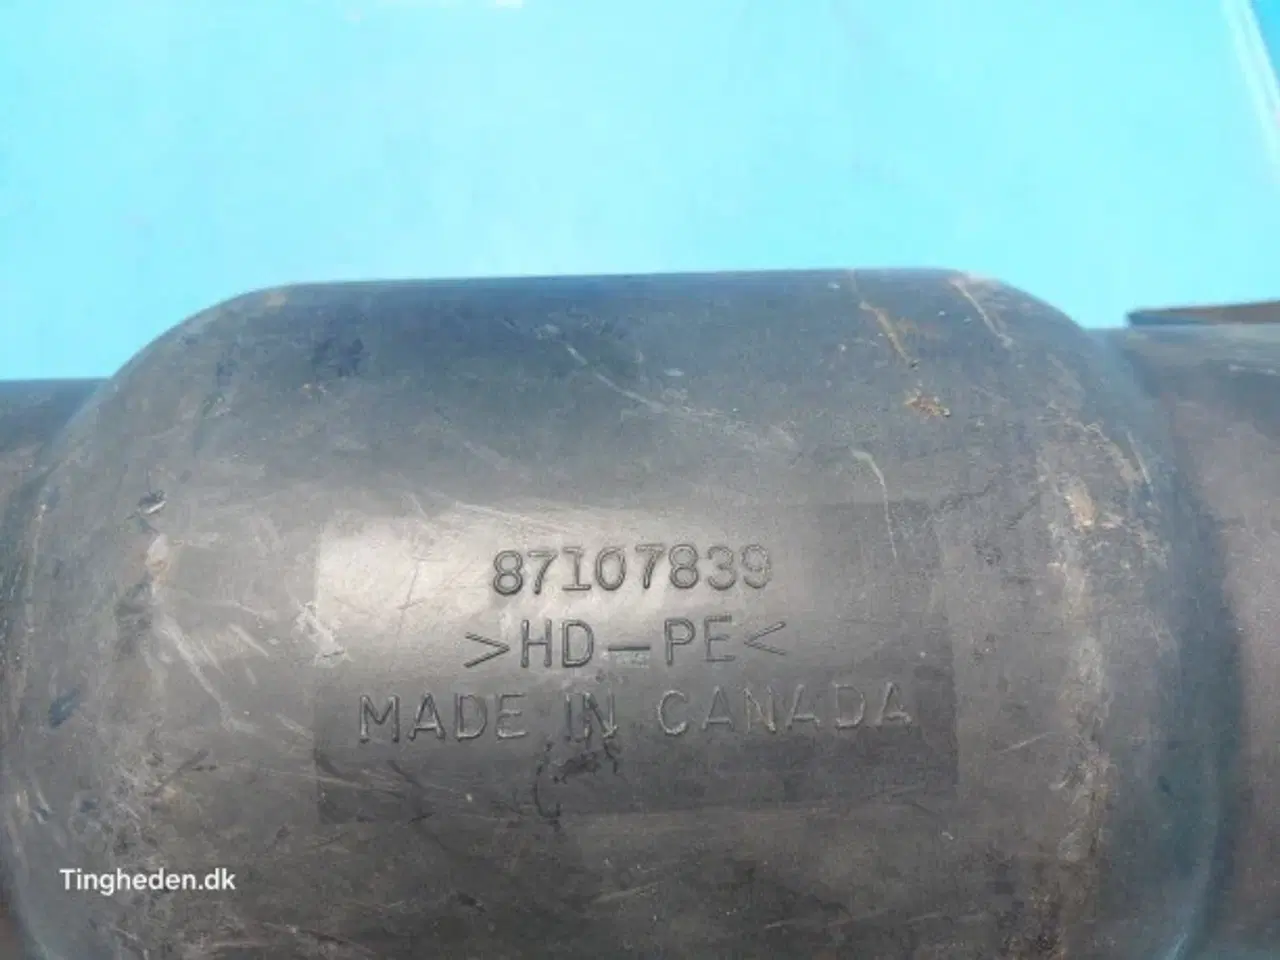 87107839
>HD-PE<
MADE IN CANADA
Tingheden.dk